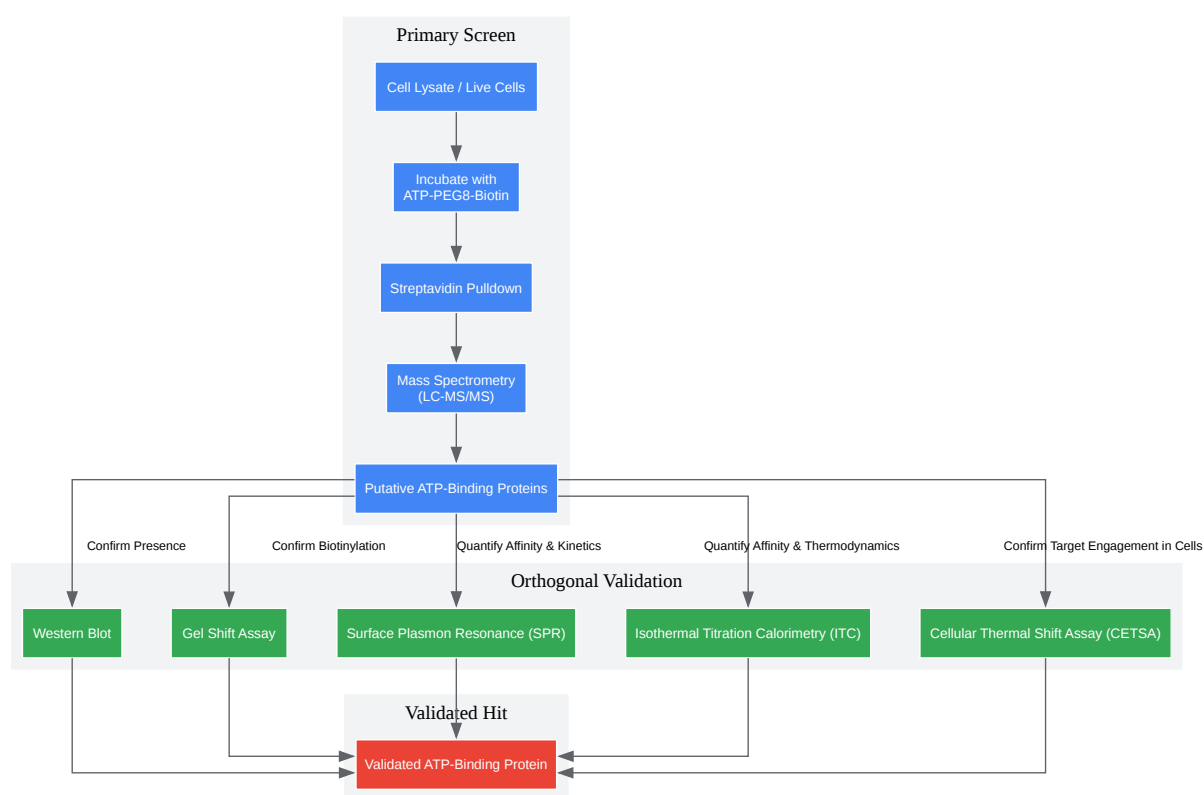 Primary Screen
Cell Lysate / Live Cells
Incubate with
ATP-PEG8-Biotin
Streptavidin Pulldown
Mass Spectrometry
(LC-MS/MS)
Putative ATP-Binding Proteins
Confirm Presence
Confirm Biotinylation
Quantify Affinity & Kinetics
Quantify Affinity & Thermodynamics
Confirm Target Engagement in Cells
Orthogonal Validation
Western Blot
Gel Shift Assay
Surface Plasmon Resonance (SPR)
Isothermal Titration Calorimetry (ITC)
Cellular Thermal Shift Assay (CETSA)
Validated Hit
Validated ATP-Binding Protein